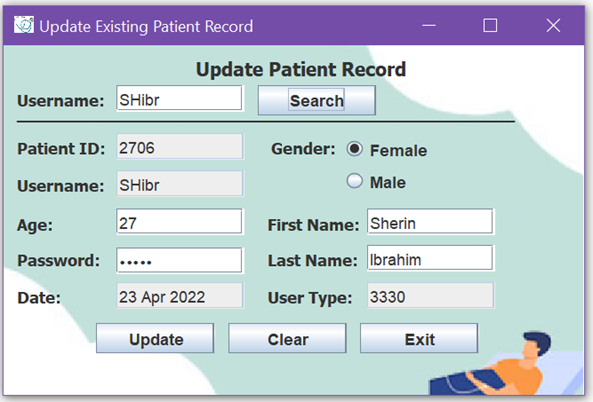 Update Existing Patient Record
Update Patient Record
Username: SHibr Search
Patient ID: 2706 Gender: Female
Username: SHibr Male
Age: 27 First Name: Sherin
Password: ••••• Last Name: Ibrahim
Date: 23 Apr 2022 User Type: 3330
Update Clear Exit